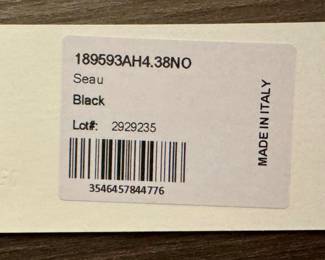 189593AH4.38NO
Seau
Black
Lot#: 2929235
3546457844776
MADE IN ITALY